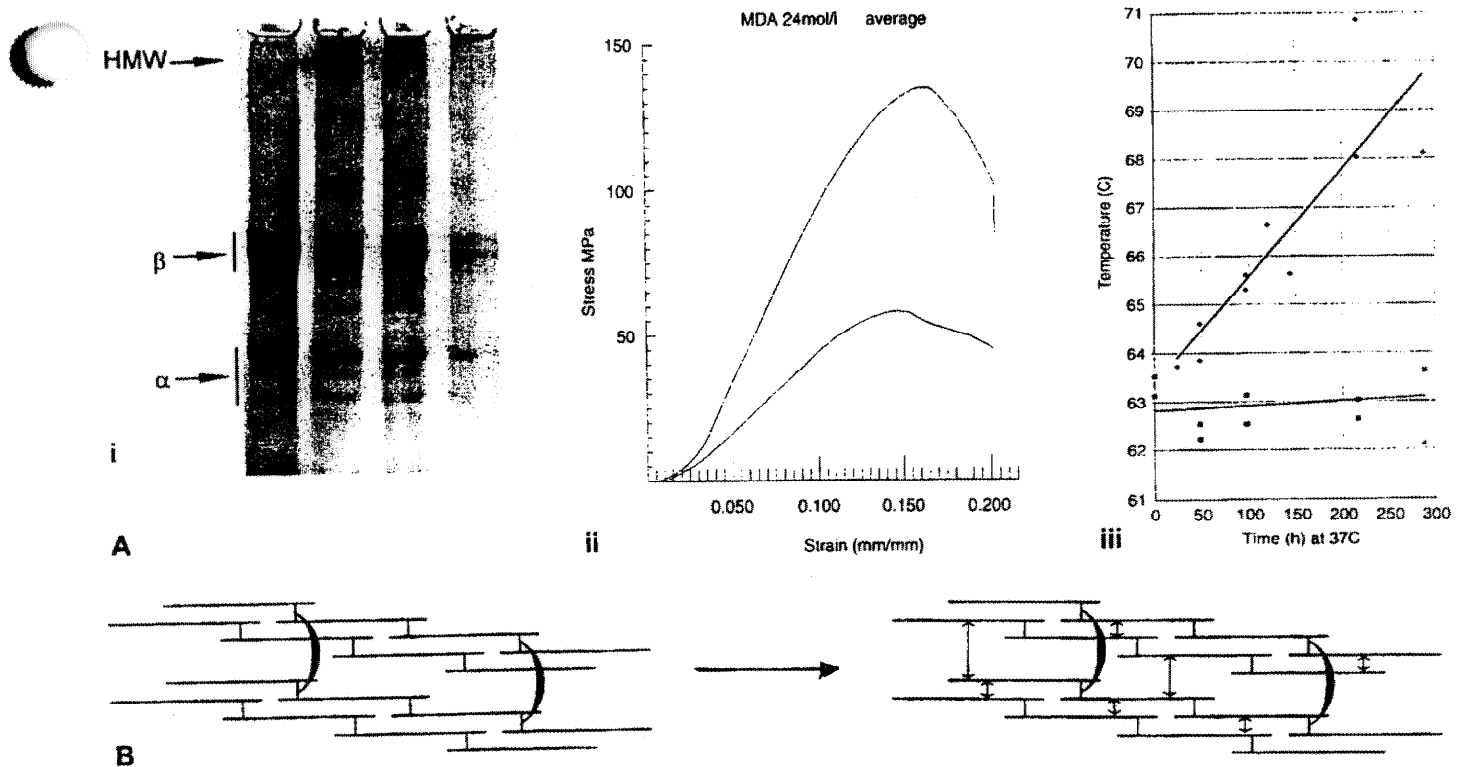 HMW
β
α
i
A
MDA 24mol/l average
150
100
50
Stress MPa
0.050 0.100 0.150 0.200
ii
Strain (mm/mm)
71
70
69
68
67
66
65
64
63
62
61
Temperature (C)
0 50 100 150 200 250 300
iii
Time (h) at 37C
B